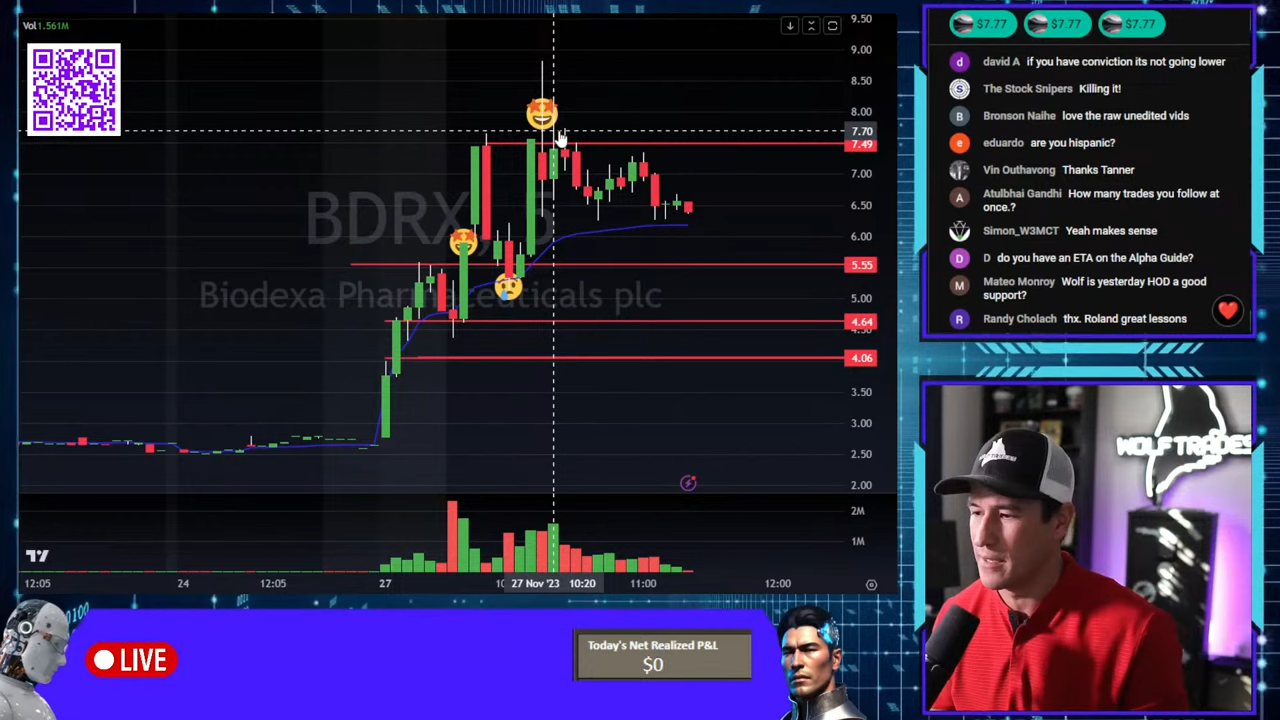 Vol1.561M
BDRX, 5
Biodexa Pharmaceuticals plc
9.50
9.00
8.50
8.00
7.70
7.49
7.00
6.50
6.00
5.55
5.00
4.64
4.06
3.50
3.00
2.50
2.00
2M
1M
12:05
24
12:05
27
27 Nov '23 10:20
11:00
12:00
$7.77
$7.77
$7.77
david A if you have conviction its not going lower
The Stock Snipers Killing it!
Bronson Naihe love the raw unedited vids
eduardo are you hispanic?
Vin Outhavong Thanks Tanner
Atulbhai Gandhi How many trades you follow at
once.?
Simon_W3MCT Yeah makes sense
D do you have an ETA on the Alpha Guide?
Mateo Monroy Wolf is yesterday HOD a good
support?
Randy Cholach thx. Roland great lessons
WOLF TRADES
LIVE
Today's Net Realized P&L
$0